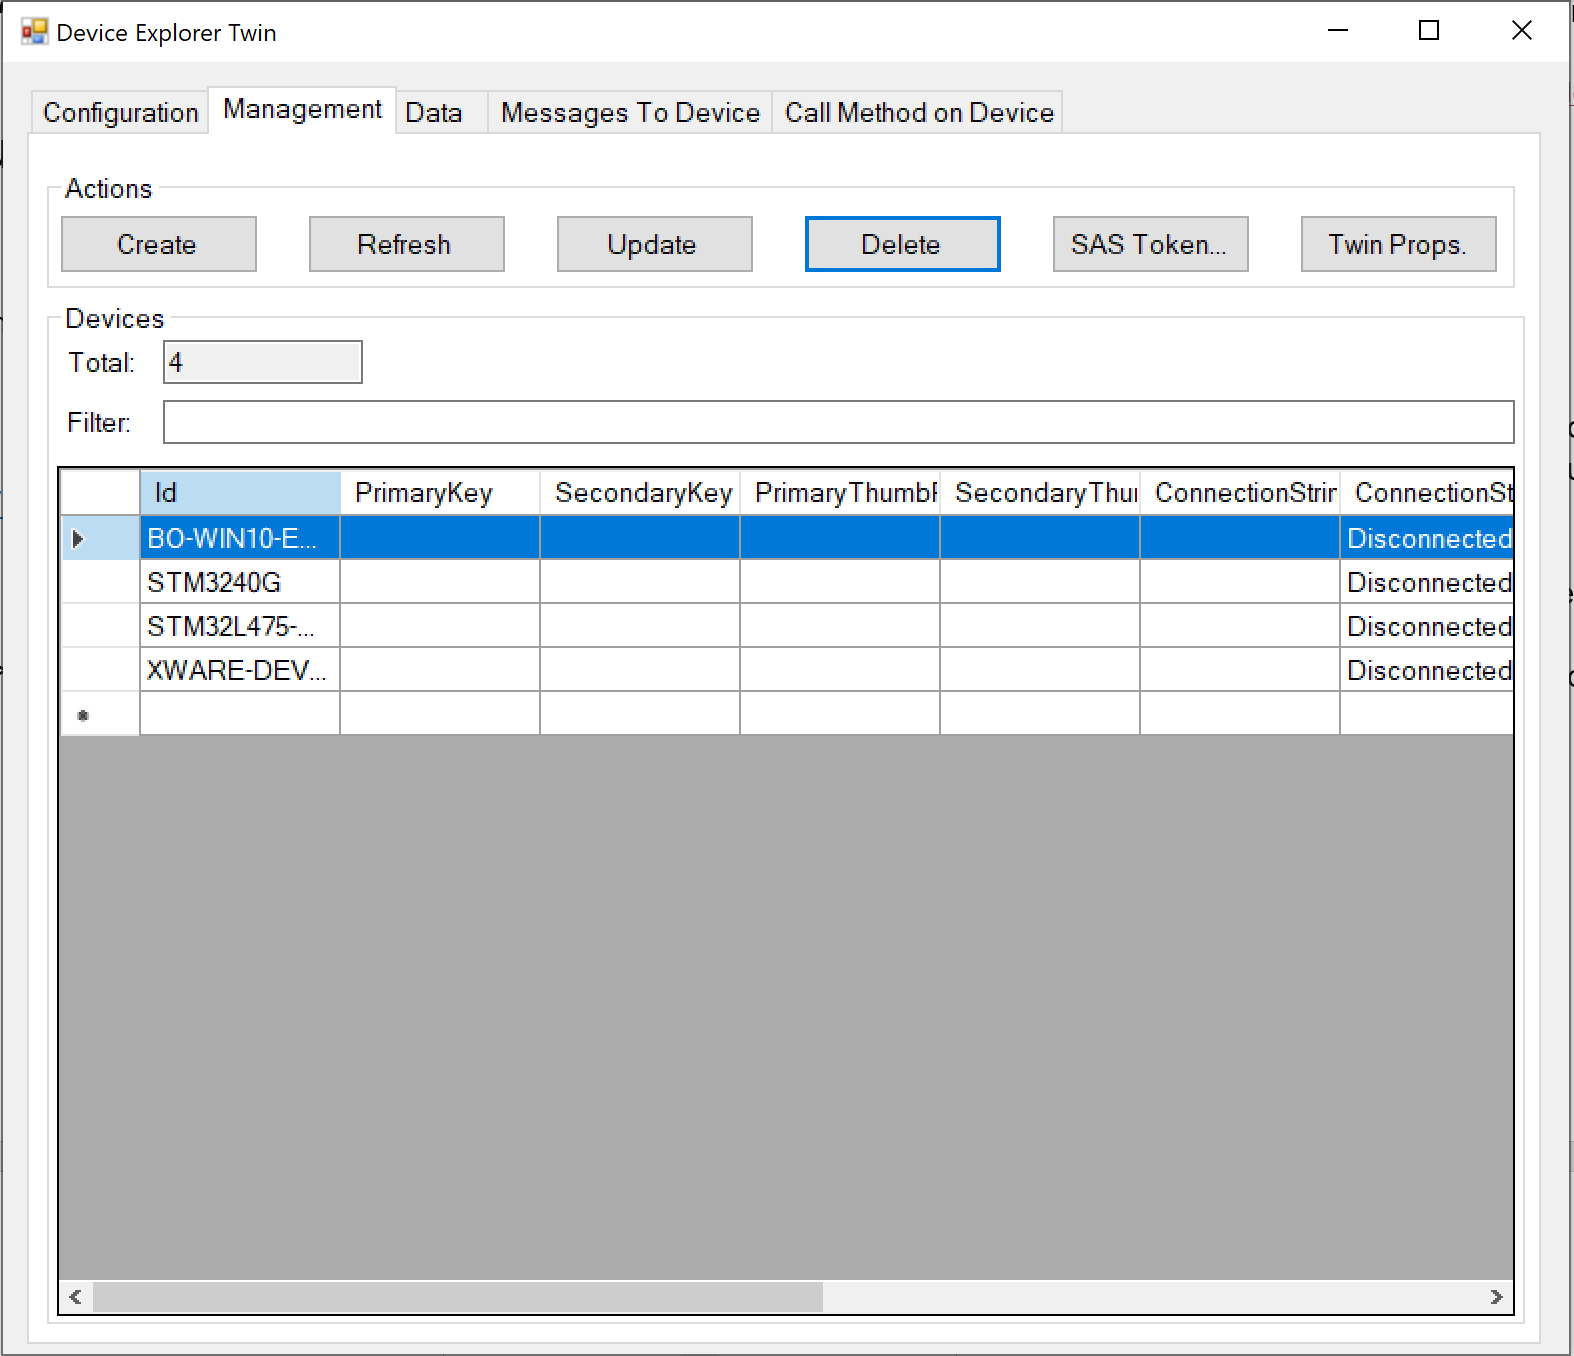 Device Explorer Twin
Configuration Management Data Messages To Device Call Method on Device
Actions
Create Refresh Update Delete SAS Token... Twin Props.
Devices
Total: 4
Filter:
Id PrimaryKey SecondaryKey PrimaryThumb SecondaryThu ConnectionStrin ConnectionSt
BO-WIN10-E... Disconnected
STM3240G Disconnected
STM32L475-... Disconnected
XWARE-DEV... Disconnected